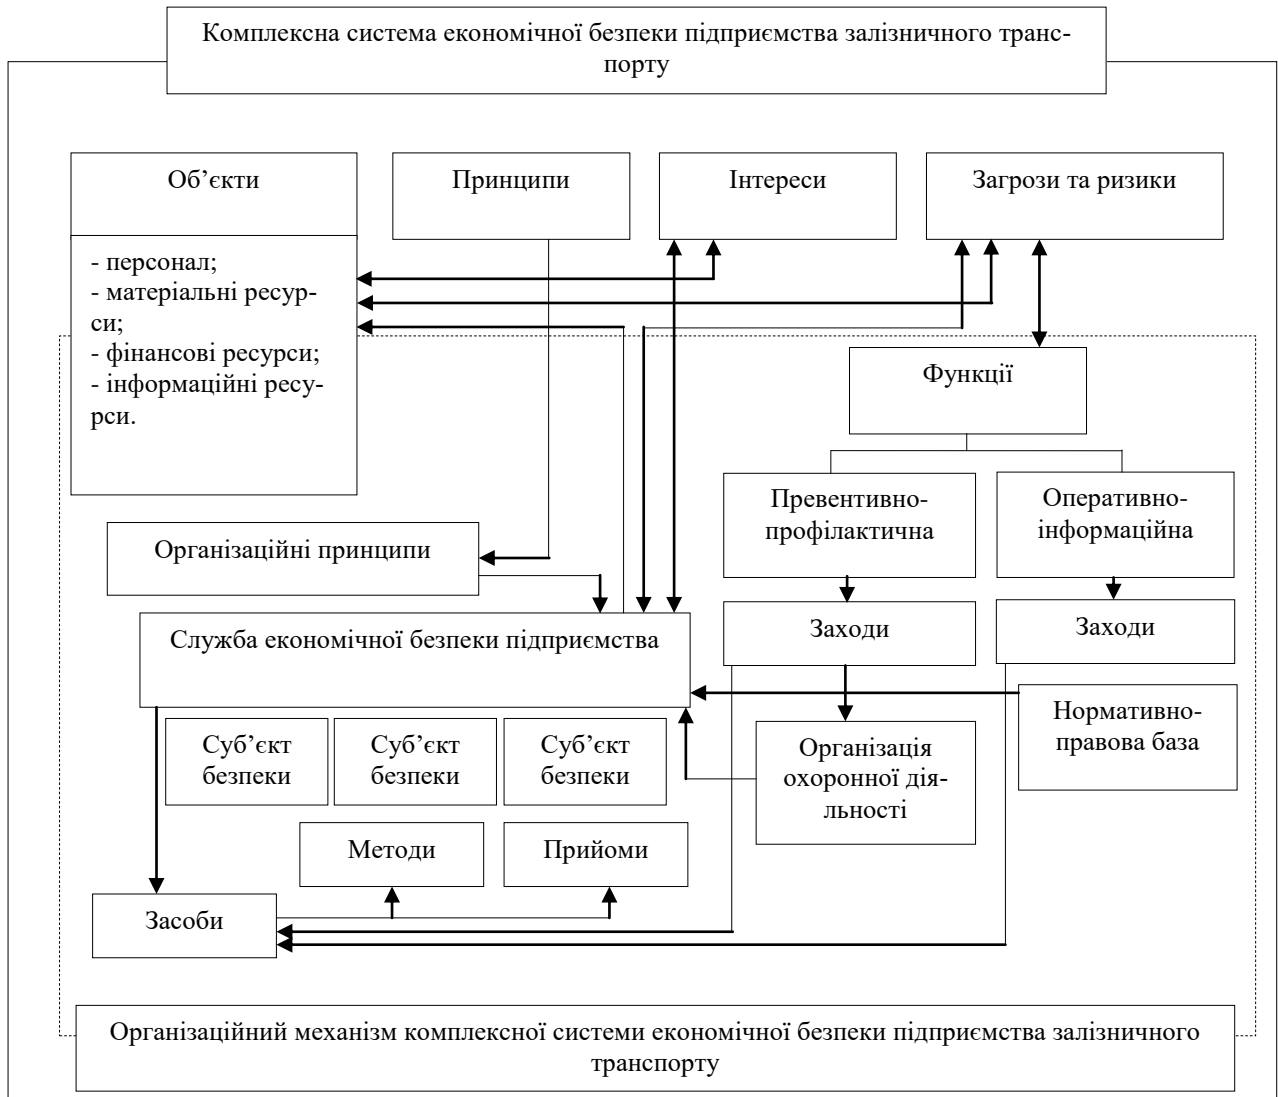 Комплексна система економічної безпеки підприємства залізничного транс-
порту
Об’єкти
Принципи
Інтереси
Загрози та ризики
- персонал;
- матеріальні ресур-
си;
- фінансові ресурси;
- інформаційні ресу-
рси.
Функції
Превентивно-
профілактична
Оперативно-
інформаційна
Організаційні принципи
Заходи
Заходи
Служба економічної безпеки підприємства
Нормативно-
правова база
Суб’єкт
безпеки
Суб’єкт
безпеки
Суб’єкт
безпеки
Організація
охоронної дія-
льності
Методи
Прийоми
Засоби
Організаційний механізм комплексної системи економічної безпеки підприємства залізничного
транспорту